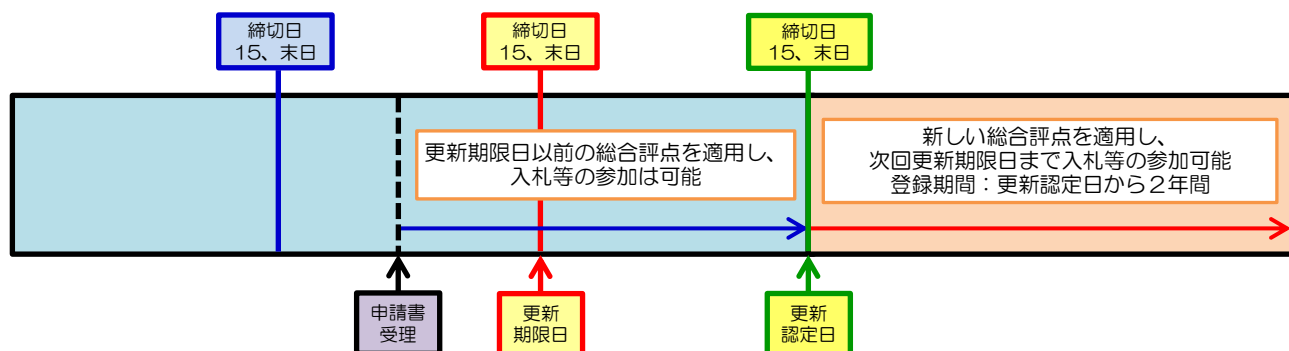 締切日
15、末日
締切日
15、末日
締切日
15、末日
更新期限日以前の総合評点を適用し、
入札等の参加は可能
新しい総合評点を適用し、
次回更新期限日まで入札等の参加可能
登録期間：更新認定日から２年間
申請書
受理
更新
期限日
更新
認定日